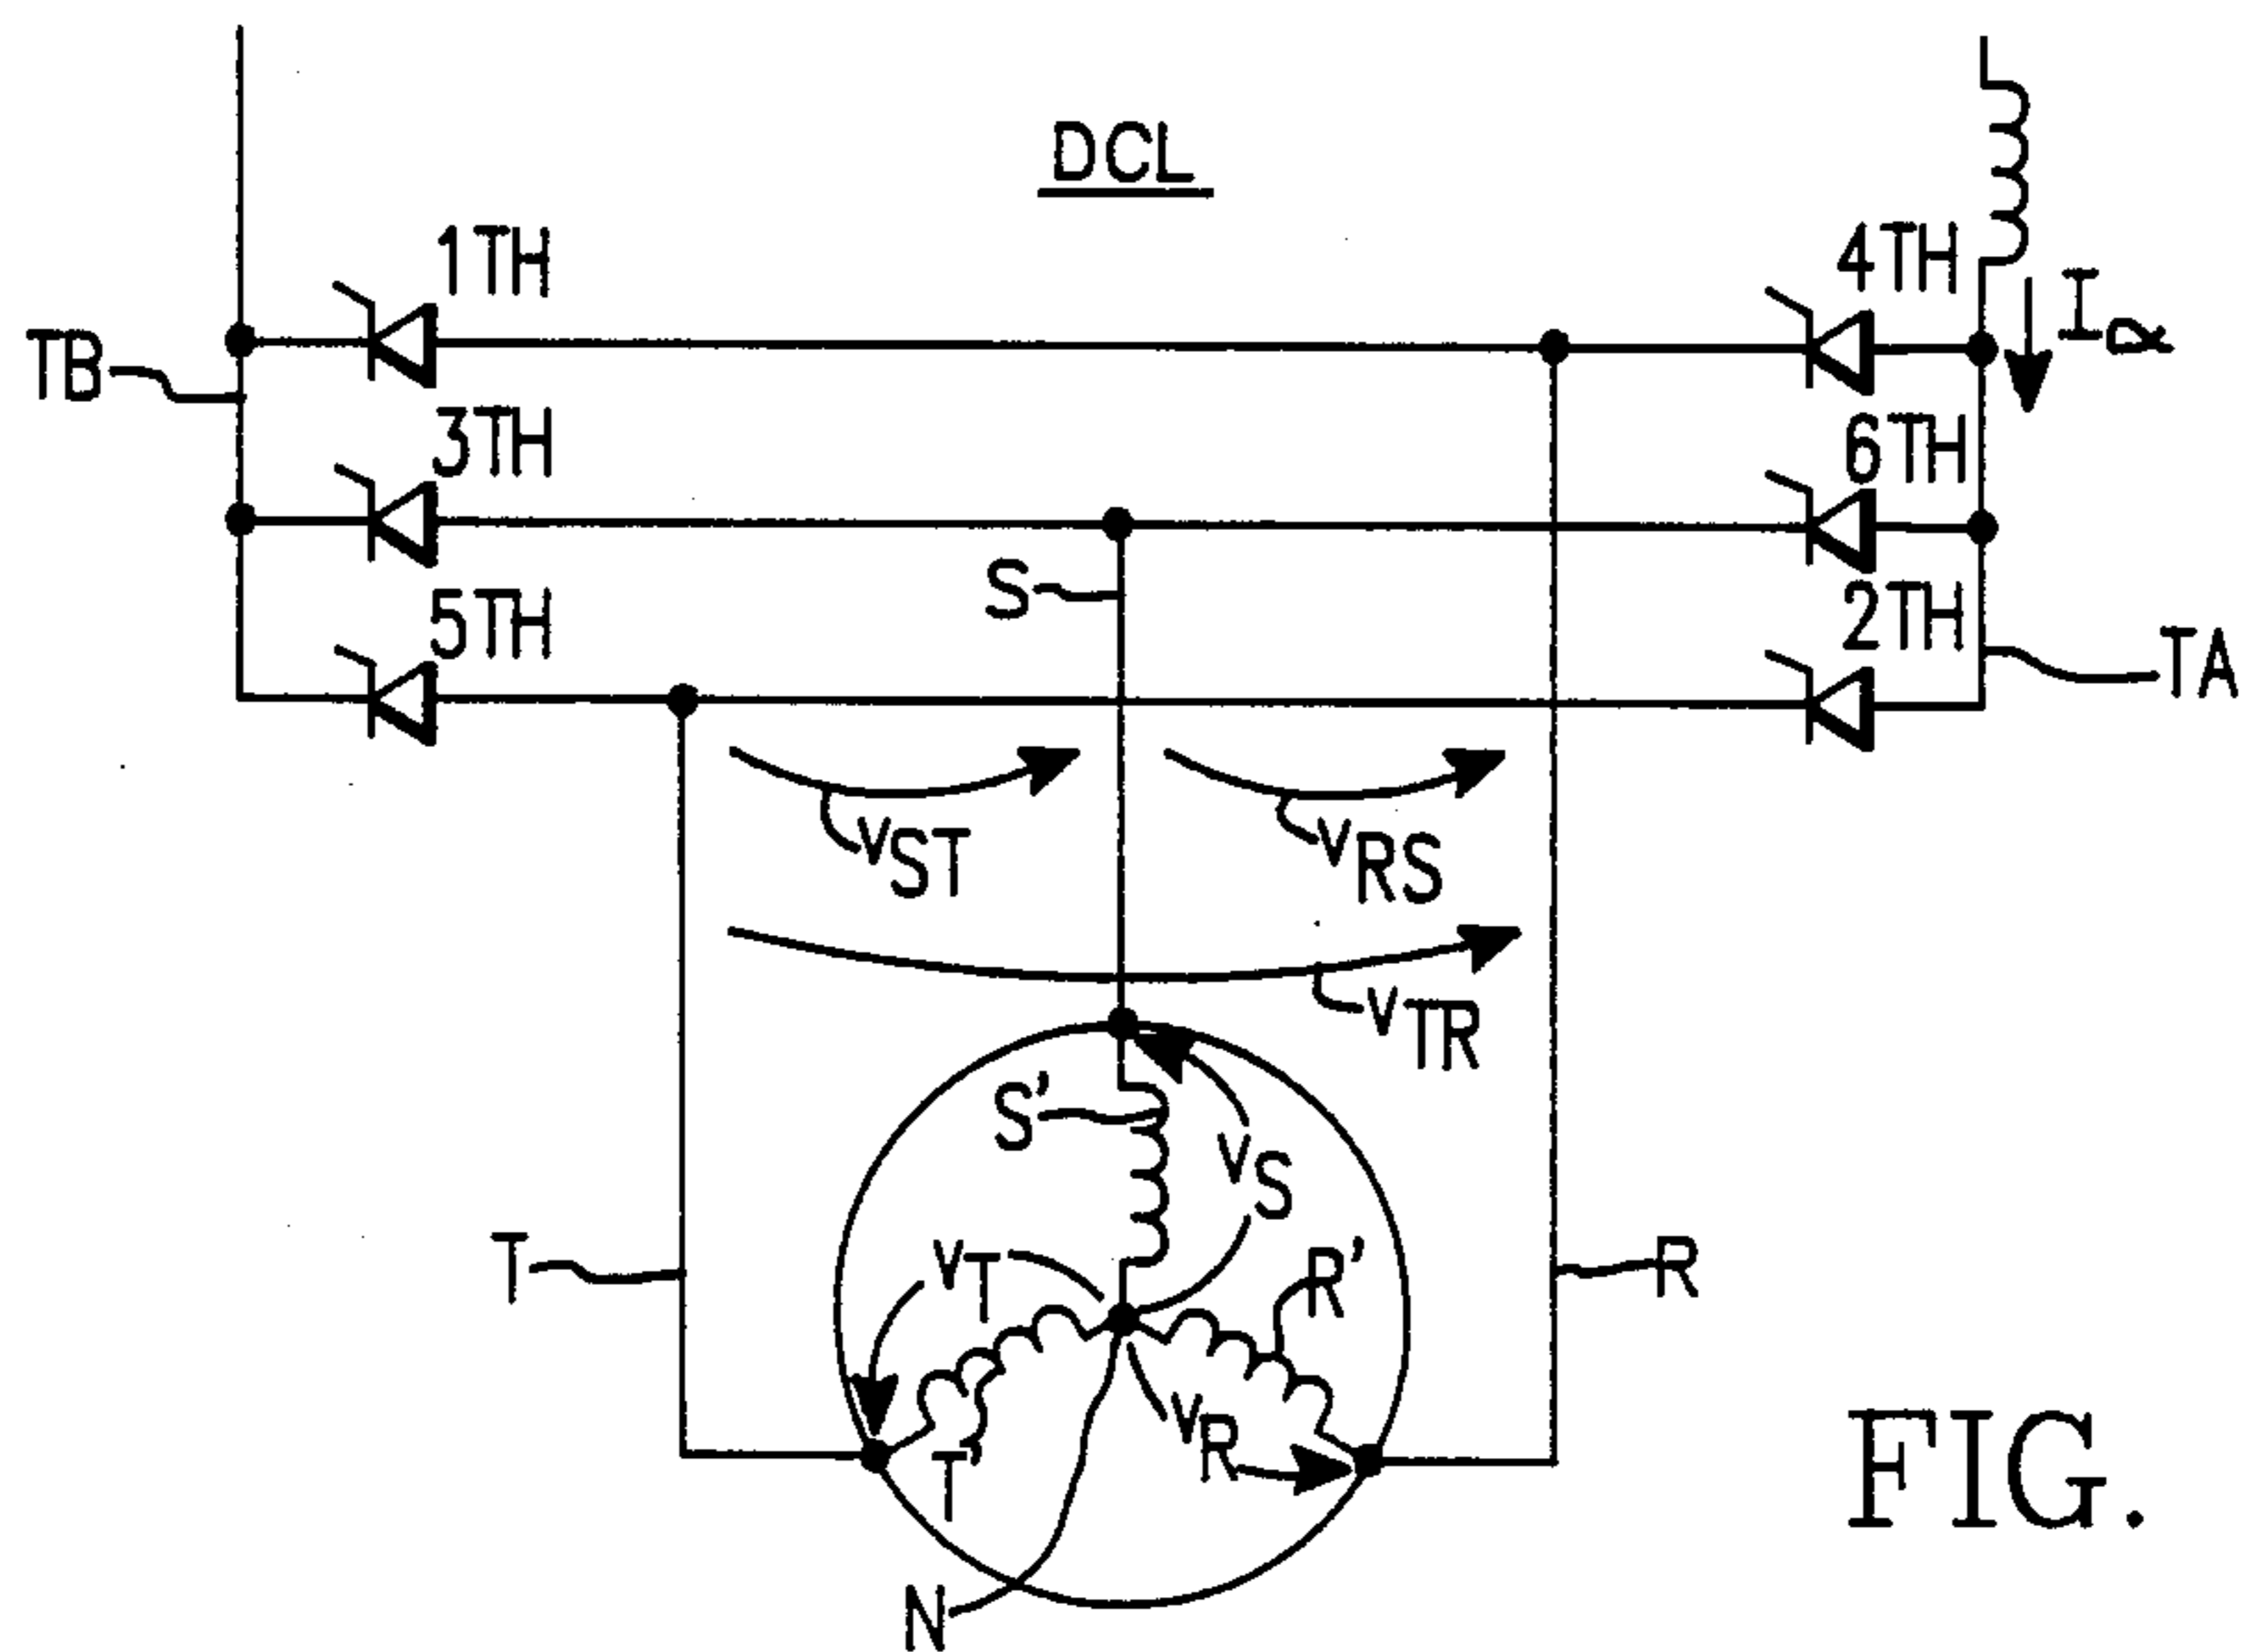 DCL
1TH
4TH
Iα
TB
3TH
6TH
S
5TH
2TH
TA
vST
vRS
vTR
S'
vS
T
vT
R'
R
vR
T'
N
FIG.